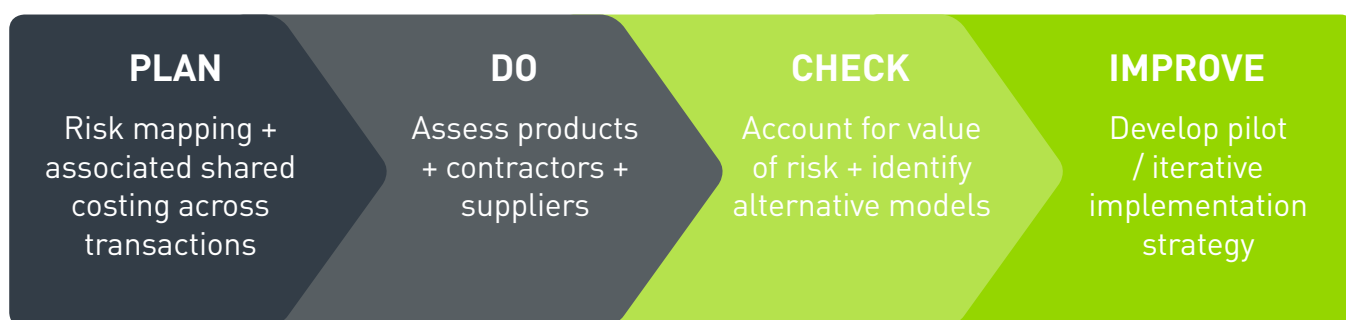 PLAN
Risk mapping +
associated shared
costing across
transactions
DO
Assess products
+ contractors +
suppliers
CHECK
Account for value
of risk + identify
alternative models
IMPROVE
Develop pilot
/ iterative
implementation
strategy